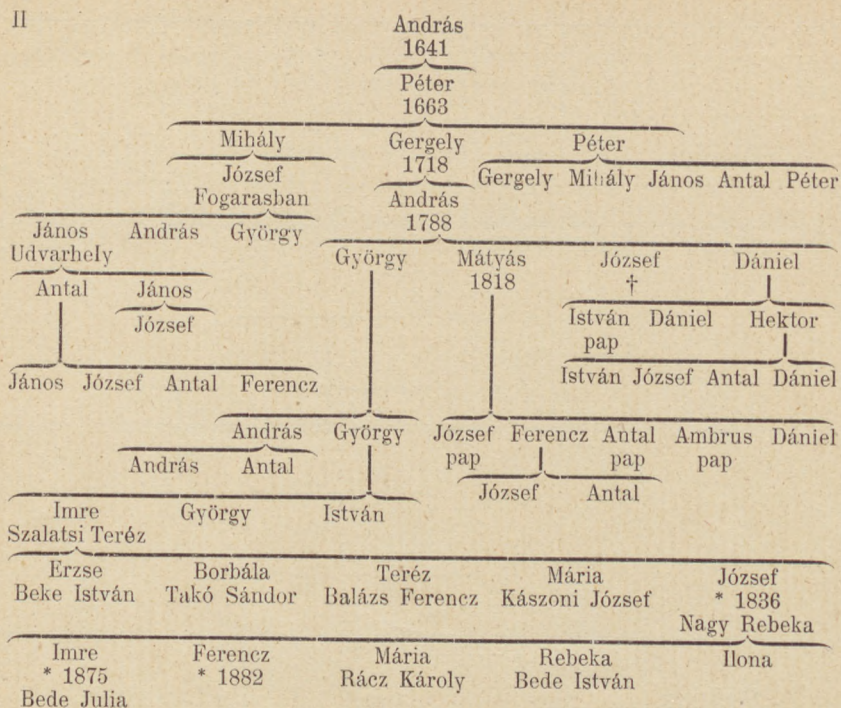 II
András
1641
Péter
1663
Mihály Gergely Péter
József 1718 Gergely Mihály János Antal Péter
Fogarasban András
János András György 1788
Udvarhely György Mátyás József Dániel
Antal János 1818 †
József István Dániel Hektor
pap
János József Antal Ferencz István József Antal Dániel
András György József Ferencz Antal Ambrus Dániel
András Antal pap pap pap
József Antal
Imre György István
Szalatsi Teréz
Erzse Borbála Teréz Mária József
Beke István Takó Sándor Balázs Ferencz Kászoni József * 1836
Nagy Rebeka
Imre Ferencz Mária Rebeka Ilona
* 1875 * 1882 Rácz Károly Bede István
Bede Julia